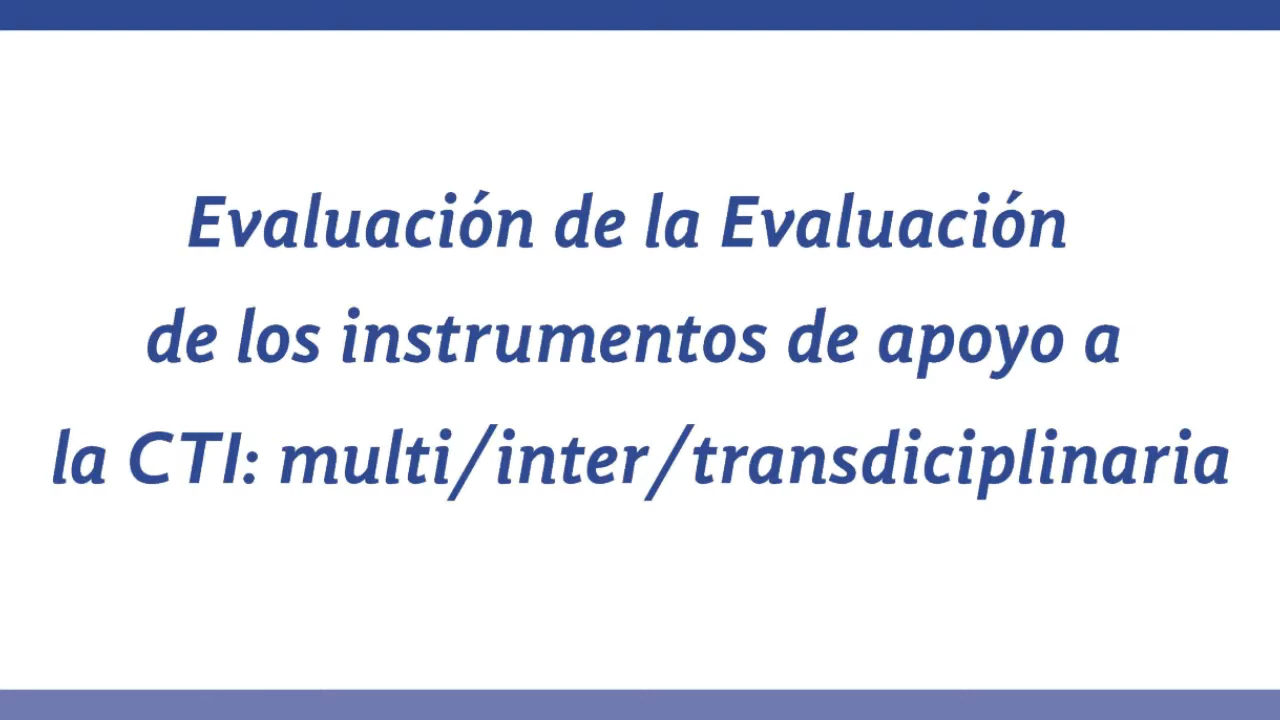 Evaluación de la Evaluación
de los instrumentos de apoyo a
la CTI: multi/inter/transdiciplinaria